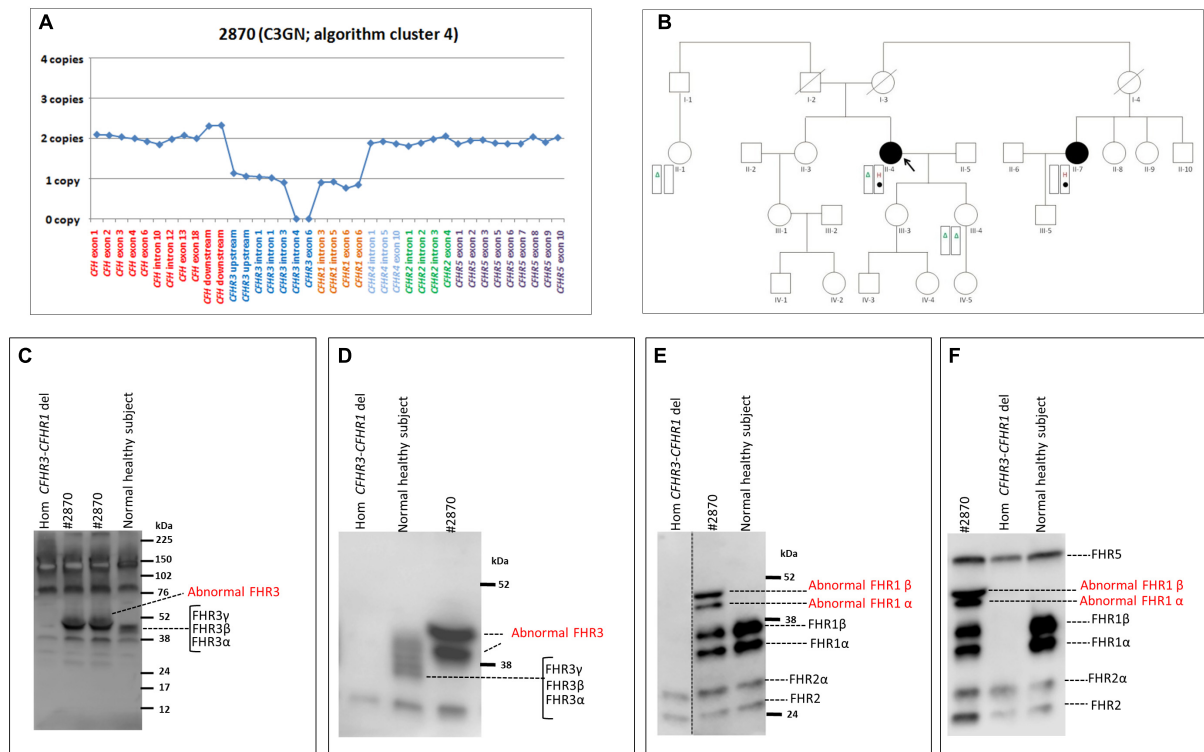 A
2870 (C3GN; algorithm cluster 4)
4 copies
3 copies
2 copies
1 copy
0 copy
CFH exon 1
CFH exon 2
CFH exon 3
CFH exon 4
CFH exon 6
CFH intron 10
CFH intron 12
CFH exon 13
CFH exon 18
CFH downstream
CFH downstream
CFHR3 upstream
CFHR3 upstream
CFHR3 intron 1
CFHR3 intron 1
CFHR3 intron 3
CFHR3 intron 4
CFHR3 exon 6
CFHR1 intron 3
CFHR1 intron 5
CFHR1 exon 6
CFHR1 exon 6
CFHR4 intron 1
CFHR4 intron 5
CFHR4 exon 10
CFHR2 intron 1
CFHR2 intron 2
CFHR2 intron 3
CFHR2 exon 4
CFHR5 exon 1
CFHR5 exon 2
CFHR5 exon 3
CFHR5 exon 5
CFHR5 exon 6
CFHR5 exon 7
CFHR5 exon 8
CFHR5 exon 9
CFHR5 exon 10
B
I-1
I-2
I-3
I-4
Δ
II-1
II-2
II-3
Δ H
II-4
II-5
II-6
H
II-7
II-8
II-9
II-10
III-1
III-2
III-3
Δ Δ
III-4
III-5
IV-1
IV-2
IV-3
IV-4
IV-5
C
Hom CFHR3-CFHR1 del
#2870
#2870
Normal healthy subject
kDa
225
150
102
76
52
38
24
17
12
Abnormal FHR3
FHR3γ
FHR3β
FHR3α
D
Hom CFHR3-CFHR1 del
Normal healthy subject
#2870
kDa
52
38
Abnormal FHR3
FHR3γ
FHR3β
FHR3α
E
Hom CFHR3-CFHR1 del
#2870
Normal healthy subject
kDa
52
38
24
Abnormal FHR1 β
Abnormal FHR1 α
FHR1β
FHR1α
FHR2α
FHR2
F
#2870
Hom CFHR3-CFHR1 del
Normal healthy subject
FHR5
Abnormal FHR1 β
Abnormal FHR1 α
FHR1β
FHR1α
FHR2α
FHR2